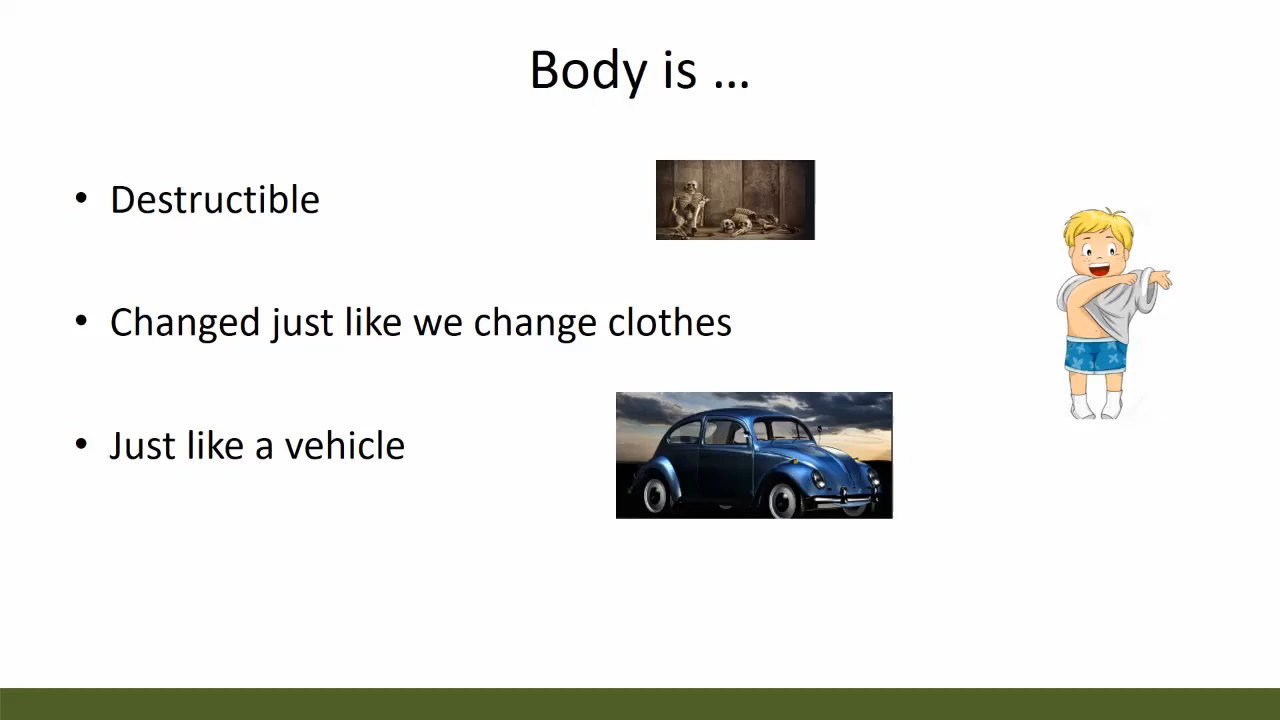 Body is ...
• Destructible
• Changed just like we change clothes
• Just like a vehicle